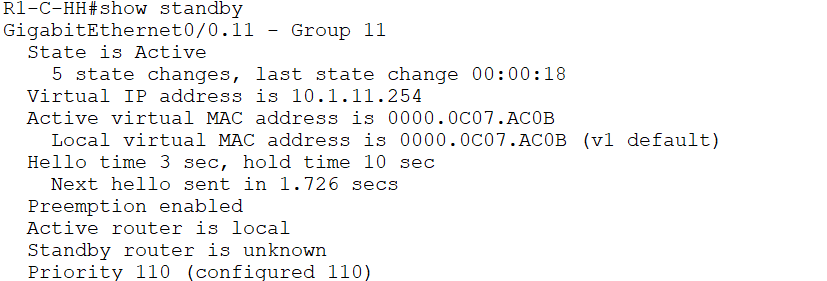 R1-C-HH#show standby
GigabitEthernet0/0.11 - Group 11
State is Active
5 state changes, last state change 00:00:18
Virtual IP address is 10.1.11.254
Active virtual MAC address is 0000.0C07.AC0B
Local virtual MAC address is 0000.0C07.AC0B (v1 default)
Hello time 3 sec, hold time 10 sec
Next hello sent in 1.726 secs
Preemption enabled
Active router is local
Standby router is unknown
Priority 110 (configured 110)